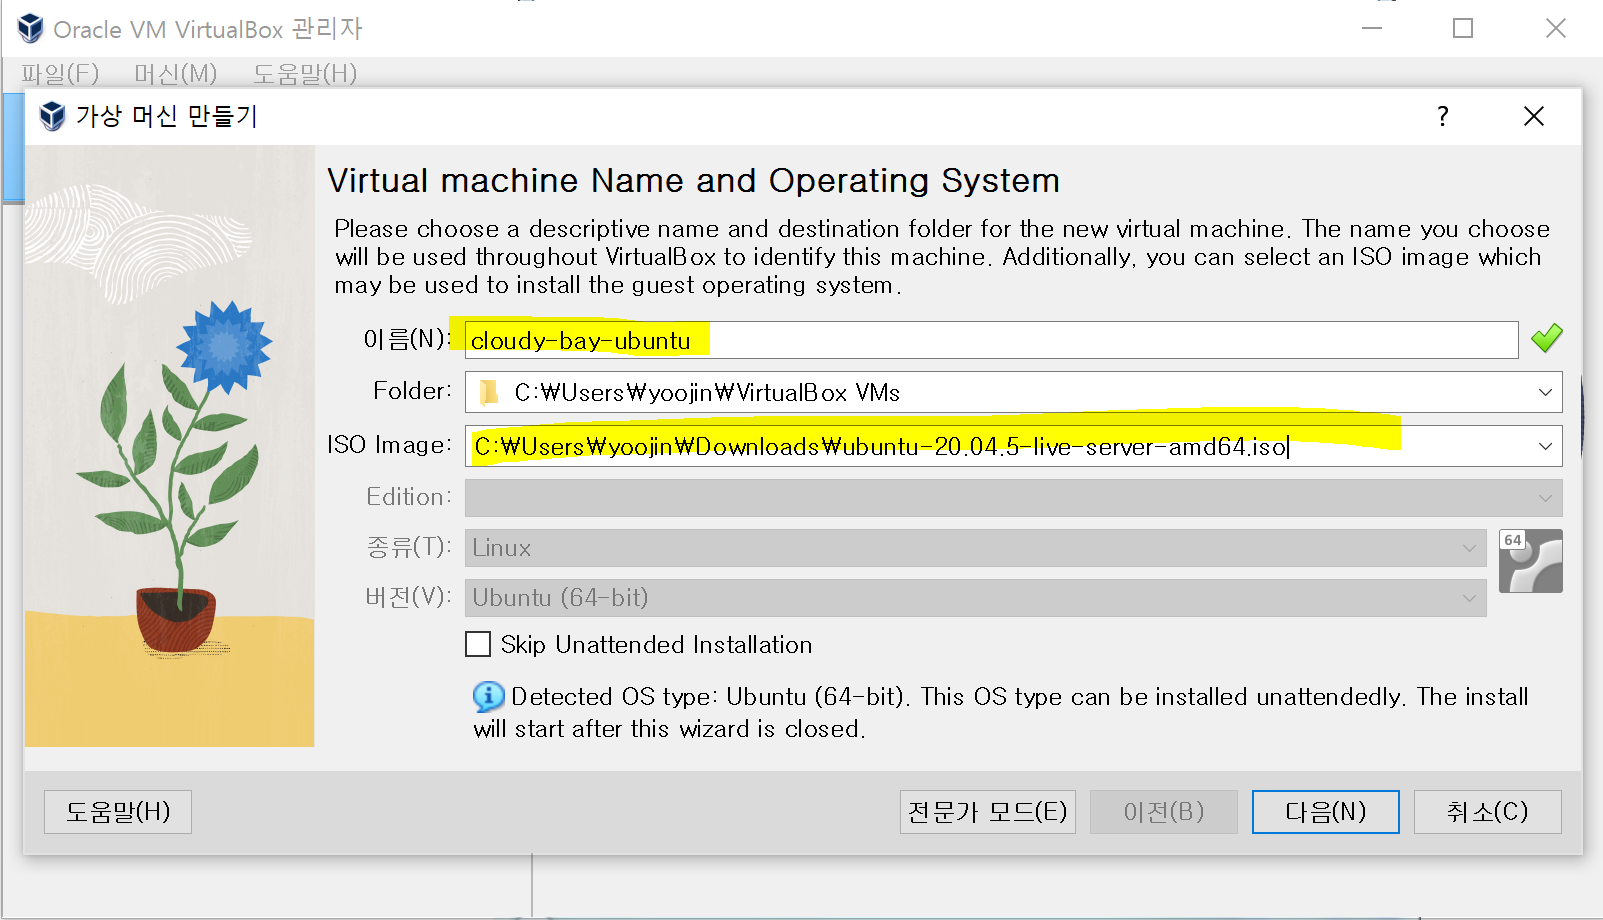 Oracle VM VirtualBox 관리자
파일(F) 머신(M) 도움말(H)
가상 머신 만들기 ?
Virtual machine Name and Operating System
Please choose a descriptive name and destination folder for the new virtual machine. The name you choose
will be used throughout VirtualBox to identify this machine. Additionally, you can select an ISO image which
may be used to install the guest operating system.
이름(N): cloudy-bay-ubuntu
Folder: C:₩Users₩yoojin₩VirtualBox VMs
ISO Image: C:₩Users₩yoojin₩Downloads₩ubuntu-20.04.5-live-server-amd64.iso
Edition:
종류(T): Linux 64
버전(V): Ubuntu (64-bit)
Skip Unattended Installation
Detected OS type: Ubuntu (64-bit). This OS type can be installed unattendedly. The install
will start after this wizard is closed.
도움말(H) 전문가 모드(E) 이전(B) 다음(N) 취소(C)